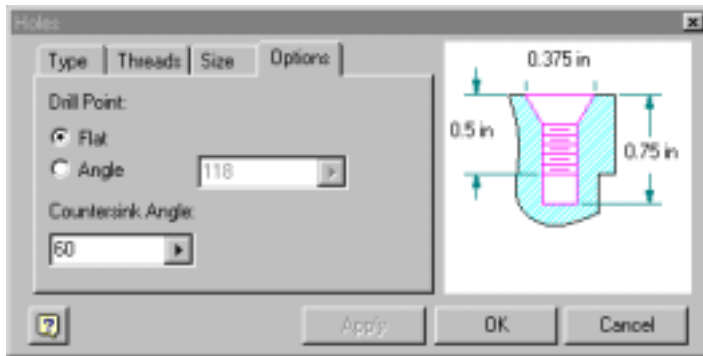 Holes
Type Threads Size Options
Drill Point:
Flat
Angle 118
Countersink Angle:
60
0.375 in
0.5 in
0.75 in
Apply OK Cancel